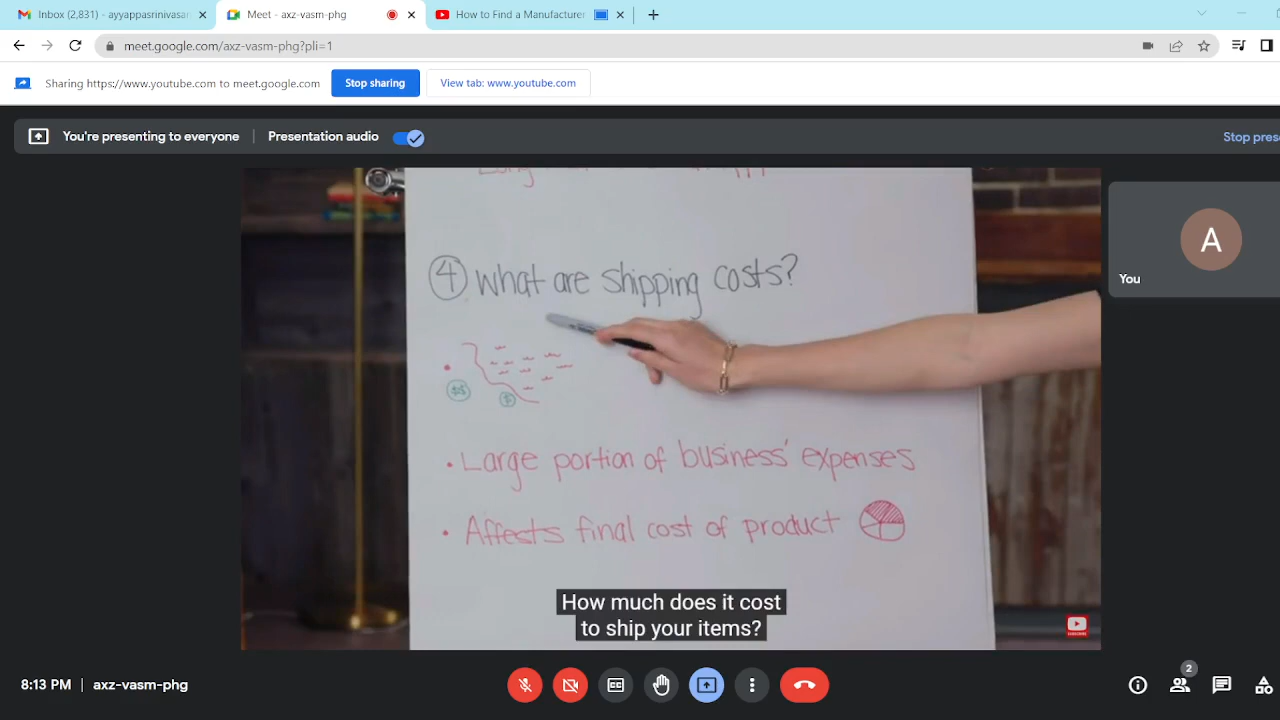 Inbox (2,831) - ayyappasrinivasan
Meet - axz-vasm-phg
How to Find a Manufacturer
meet.google.com/axz-vasm-phg?pli=1
Sharing https://www.youtube.com to meet.google.com
Stop sharing
View tab: www.youtube.com
You're presenting to everyone
Presentation audio
Stop pres
A
You
④ What are shipping costs?
$$
$
• Large portion of business' expenses
• Affects final cost of product
How much does it cost
to ship your items?
SUBSCRIBE
8:13 PM
axz-vasm-phg
CC
2